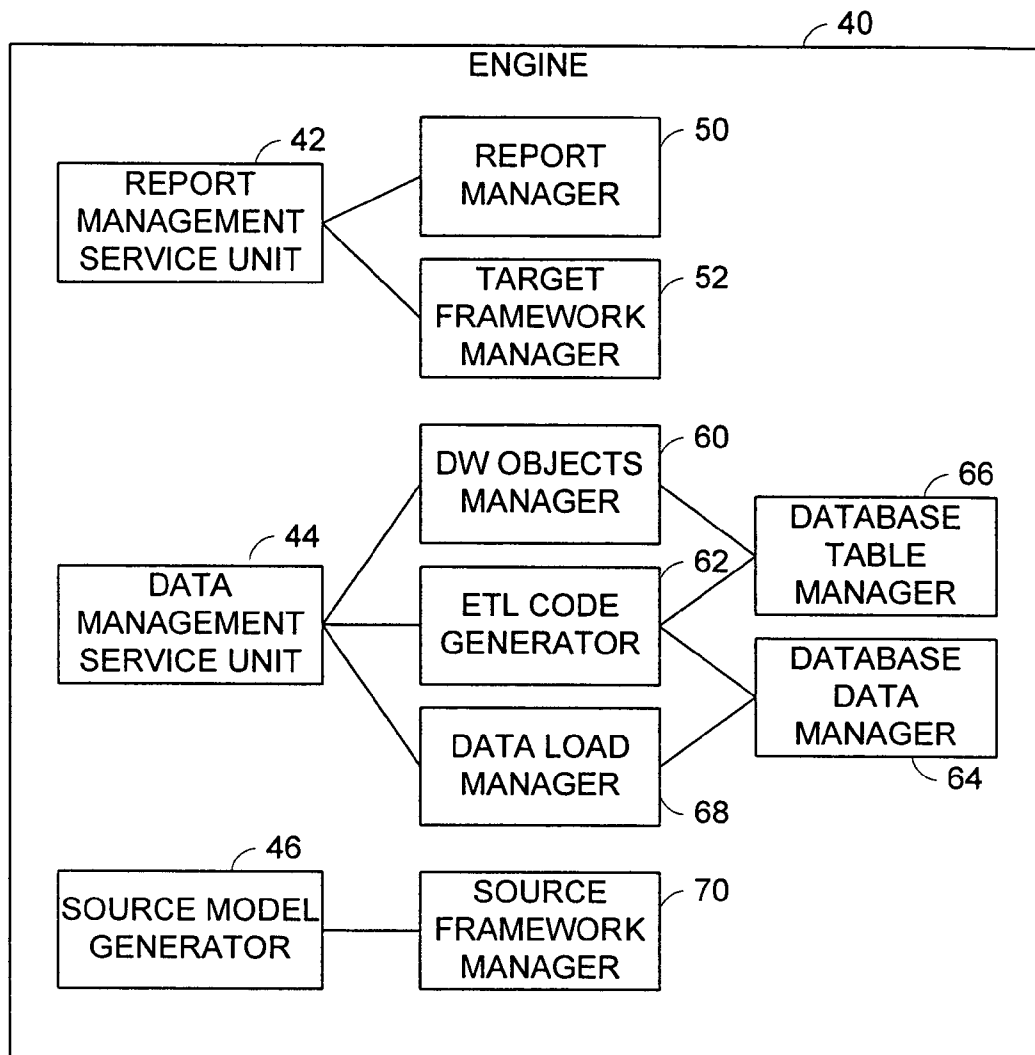 40
ENGINE
42
REPORT
MANAGEMENT
SERVICE UNIT
50
REPORT
MANAGER
52
TARGET
FRAMEWORK
MANAGER
44
DATA
MANAGEMENT
SERVICE UNIT
60
DW OBJECTS
MANAGER
62
ETL CODE
GENERATOR
DATA LOAD
MANAGER
68
66
DATABASE
TABLE
MANAGER
DATABASE
DATA
MANAGER
64
46
SOURCE MODEL
GENERATOR
70
SOURCE
FRAMEWORK
MANAGER